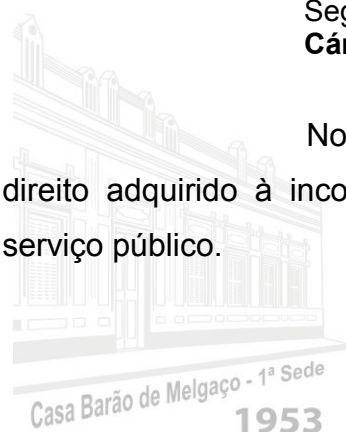 Seg
Cár
No
direito adquirido à inco
serviço público.
Casa Barão de Melgaço - 1ª Sede
1953